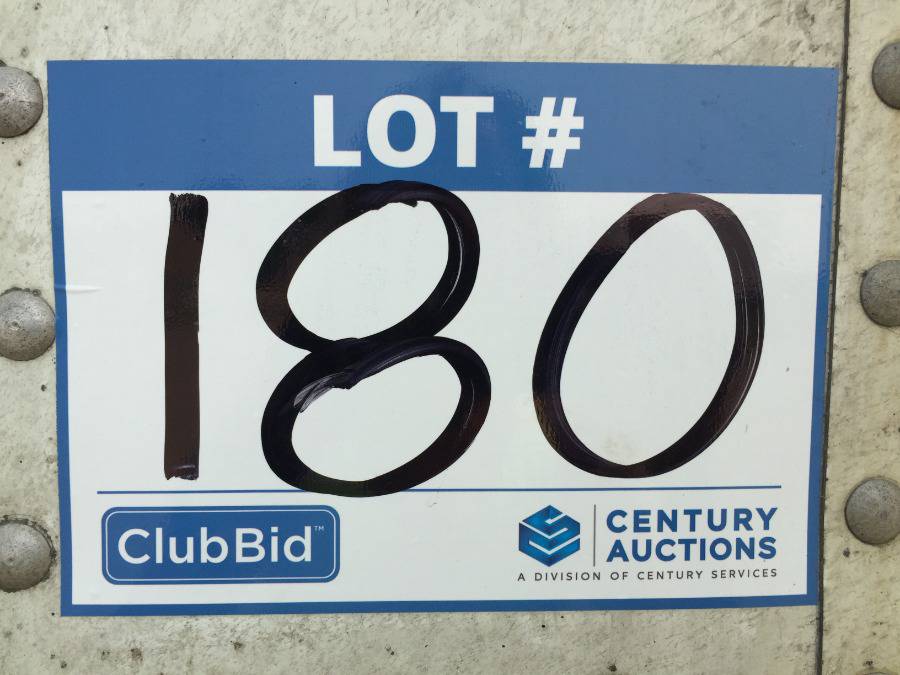 LOT #
180
ClubBid™
CENTURY
AUCTIONS
A DIVISION OF CENTURY SERVICES